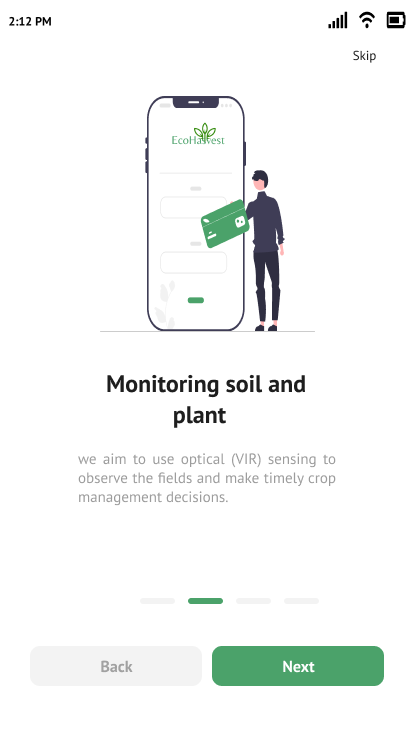 2:12 PM
Skip
EcoHarvest
Monitoring soil and
plant
we aim to use optical (VIR) sensing to
observe the fields and make timely crop
management decisions.
Back
Next